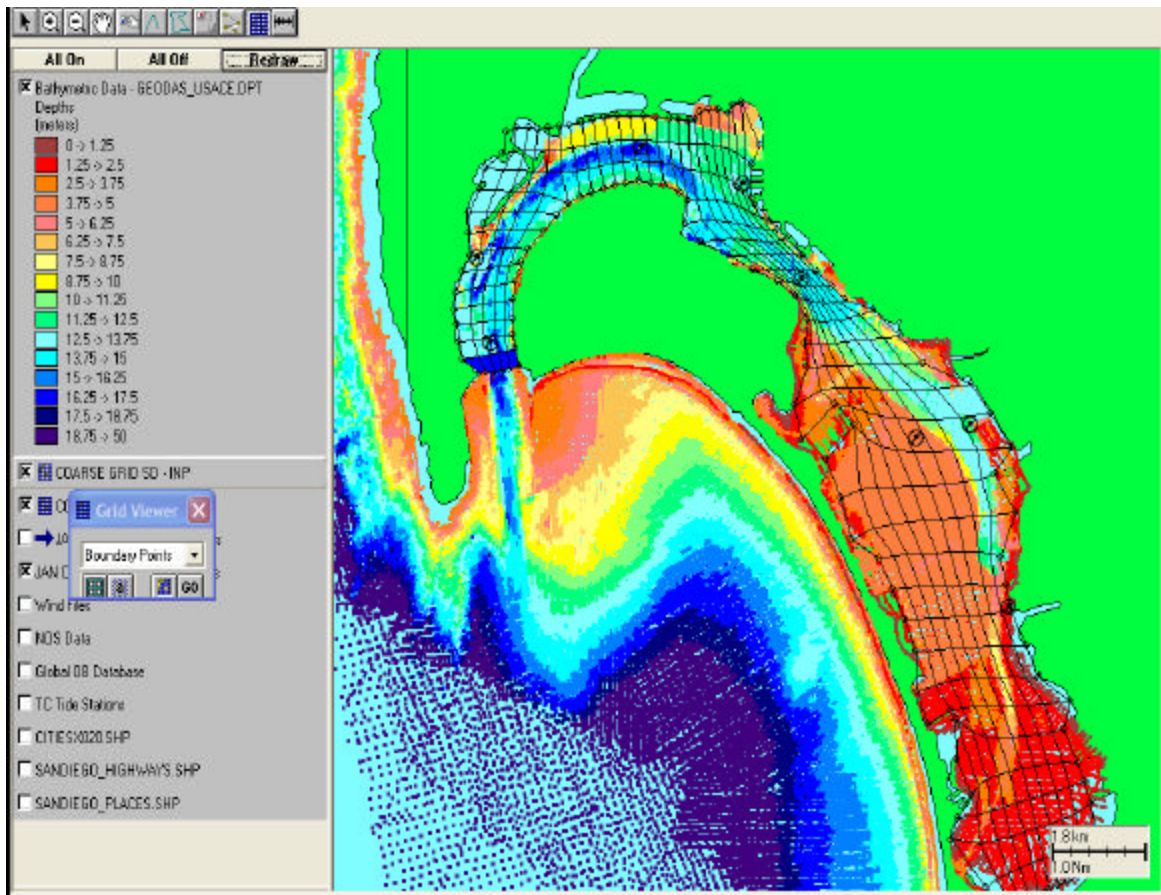 All On All Off Redraw
Bathymetric Data - GEODAS_USACE.DPT
Depths
(meters)
0 -> 1.25
1.25 -> 2.5
2.5 -> 3.75
3.75 -> 5
5 -> 6.25
6.25 -> 7.5
7.5 -> 8.75
8.75 -> 10
10 -> 11.25
11.25 -> 12.5
12.5 -> 13.75
13.75 -> 15
15 -> 16.25
16.25 -> 17.5
17.5 -> 18.75
18.75 -> 50
COARSE GRID SD - INP
Grid Viewer
Boundary Points
GO
JAN
Wind Files
NOS Data
Global DB Database
TC Tide Stations
CITIESX020.SHP
SANDIEGO_HIGHWAYS.SHP
SANDIEGO_PLACES.SHP
1.8km
1.0Nm